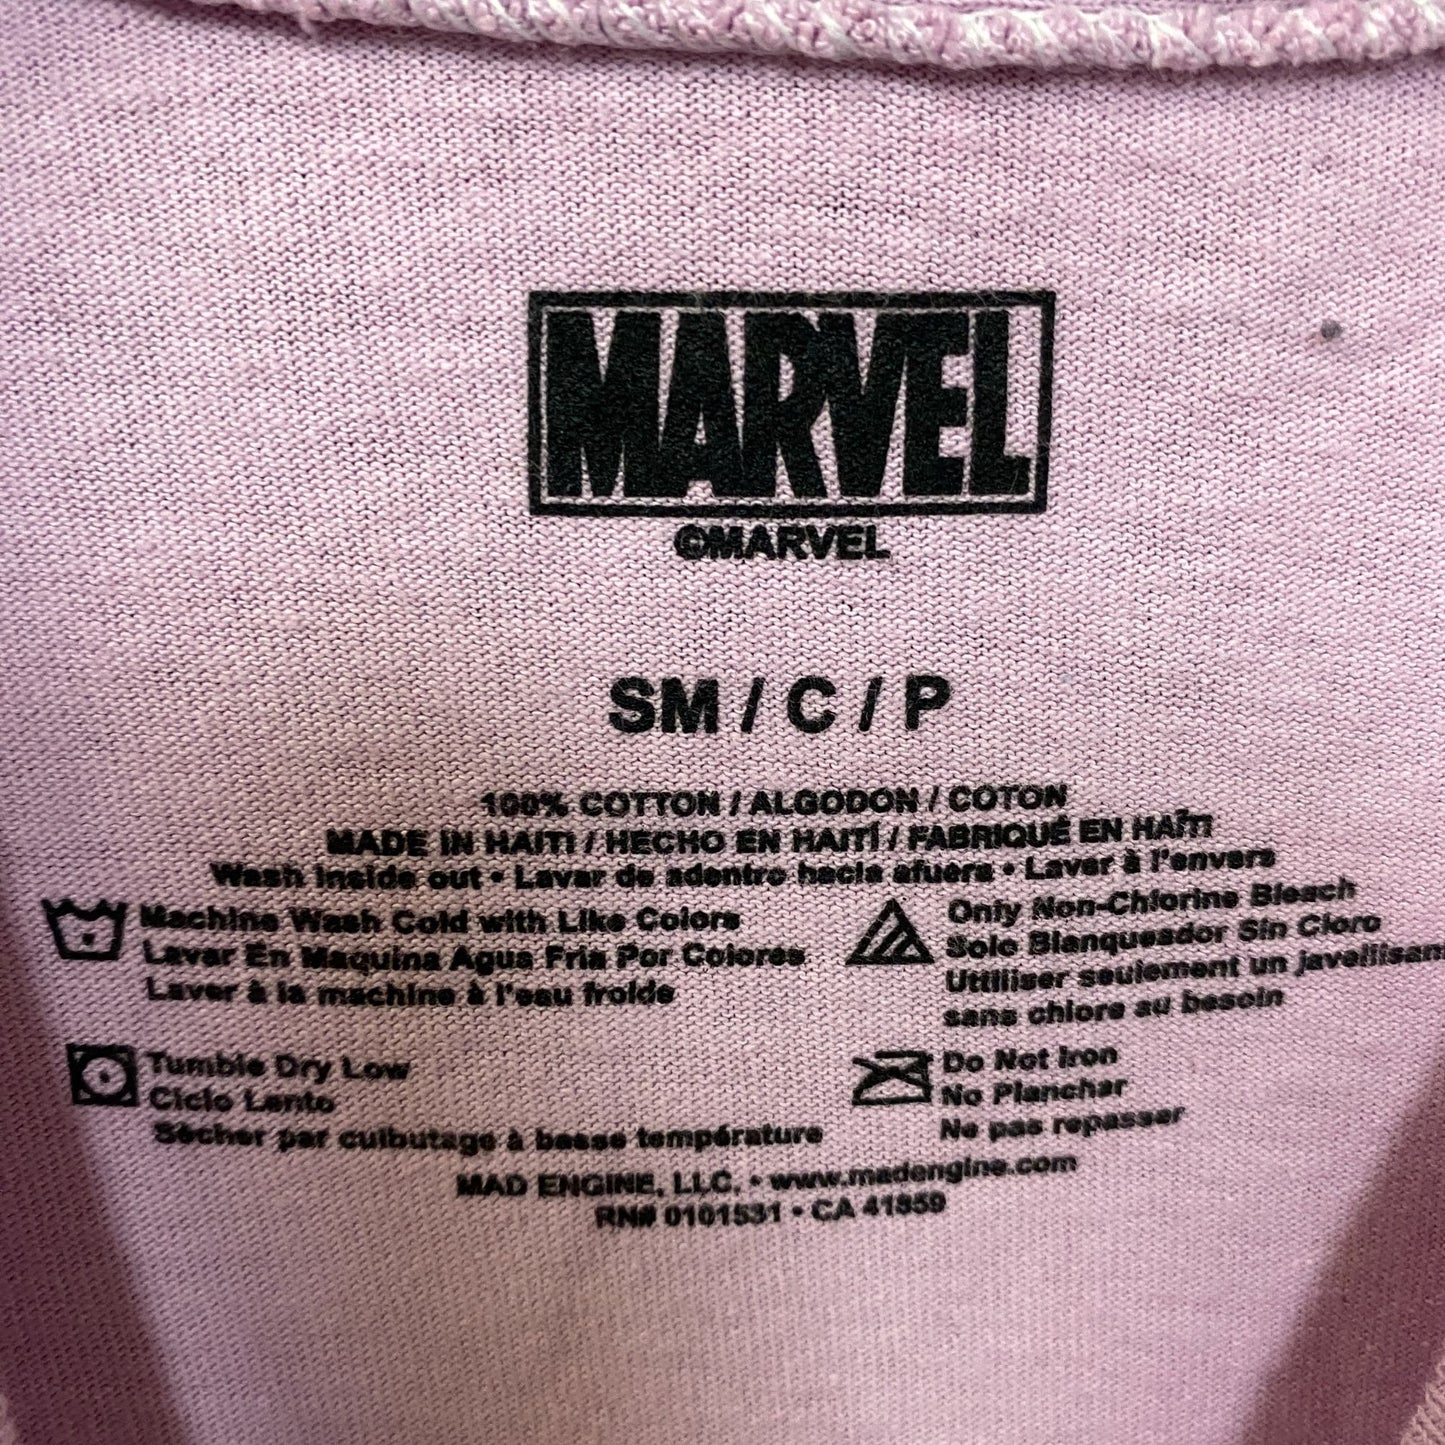 MARVEL
©MARVEL
SM / C / P
100% COTTON / ALGODON / COTON
MADE IN HAITI / HECHO EN HAITÍ / FABRIQUÉ EN HAÏTI
Wash inside out • Lavar de adentro hacia afuera • Laver à l'envers
Machine Wash Cold with Like Colors
Lavar En Maquina Agua Fria Por Colores
Laver à la machine à l'eau froide
Only Non-Chlorine Bleach
Solo Blanqueador Sin Cloro
Utiliser seulement un javellisant
sans chlore au besoin
Tumble Dry Low
Ciclo Lento
Sècher par culbutage à basse température
Do Not Iron
No Planchar
Ne pas repasser
MAD ENGINE, LLC. • www.madengine.com
RN# 0101531 • CA 41859